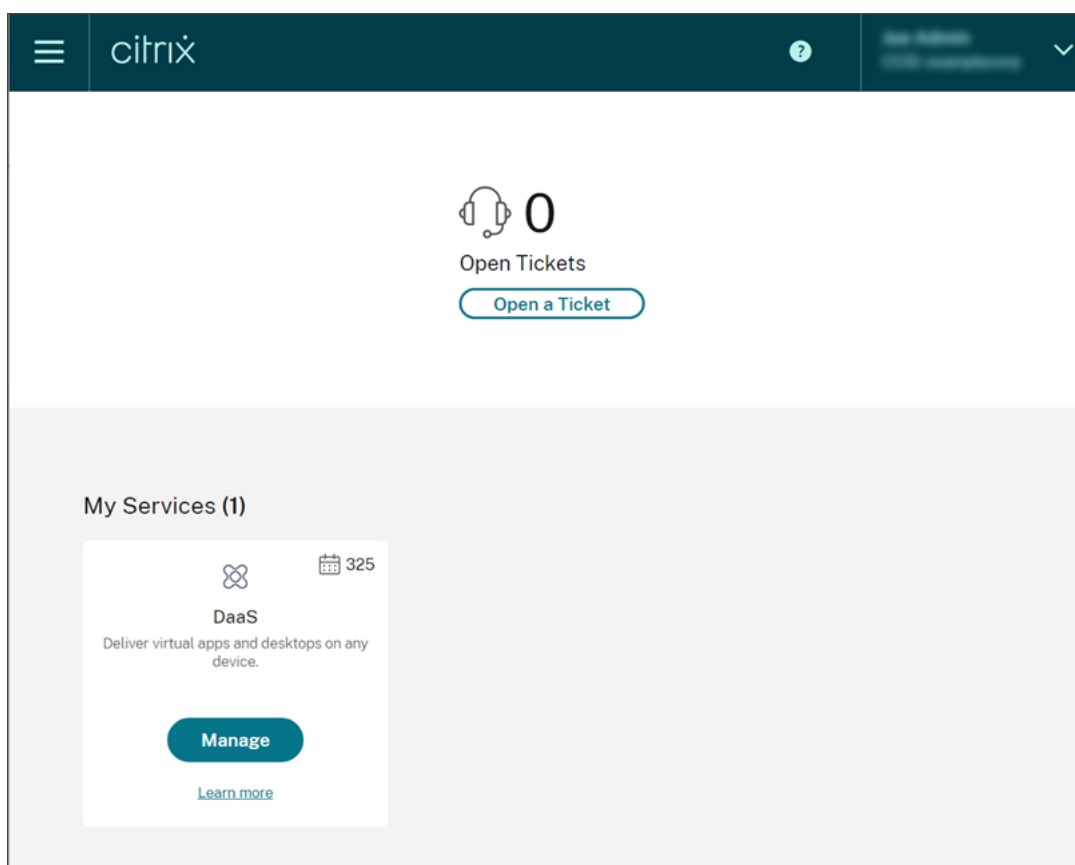 citrix
?
0
Open Tickets
Open a Ticket
My Services (1)
325
DaaS
Deliver virtual apps and desktops on any
device.
Manage
Learn more